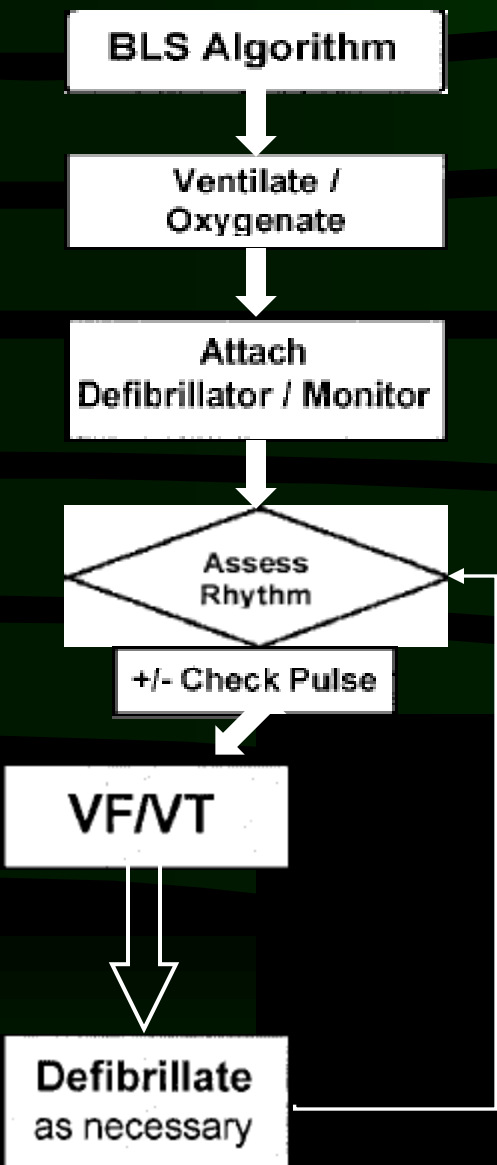 BLS Algorithm
Ventilate /
Oxygenate
Attach
Defibrillator / Monitor
Assess
Rhythm
+/- Check Pulse
VF/VT
Defibrillate
as necessary